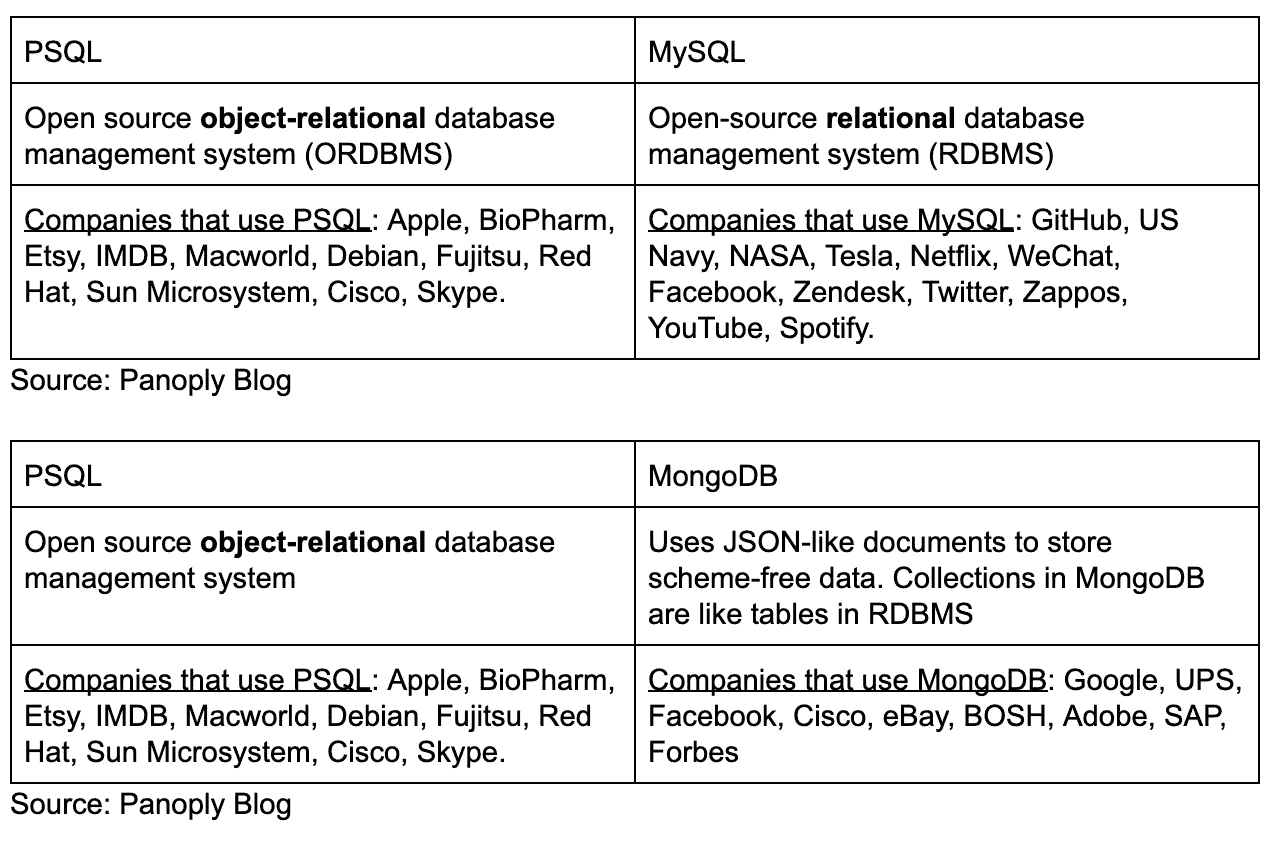 PSQL
MySQL
Open source object-relational database
management system (ORDBMS)
Open-source relational database
management system (RDBMS)
Companies that use PSQL: Apple, BioPharm,
Etsy, IMDB, Macworld, Debian, Fujitsu, Red
Hat, Sun Microsystem, Cisco, Skype.
Companies that use MySQL: GitHub, US
Navy, NASA, Tesla, Netflix, WeChat,
Facebook, Zendesk, Twitter, Zappos,
YouTube, Spotify.
Source: Panoply Blog
PSQL
MongoDB
Open source object-relational database
management system
Uses JSON-like documents to store
scheme-free data. Collections in MongoDB
are like tables in RDBMS
Companies that use PSQL: Apple, BioPharm,
Etsy, IMDB, Macworld, Debian, Fujitsu, Red
Hat, Sun Microsystem, Cisco, Skype.
Companies that use MongoDB: Google, UPS,
Facebook, Cisco, eBay, BOSH, Adobe, SAP,
Forbes
Source: Panoply Blog